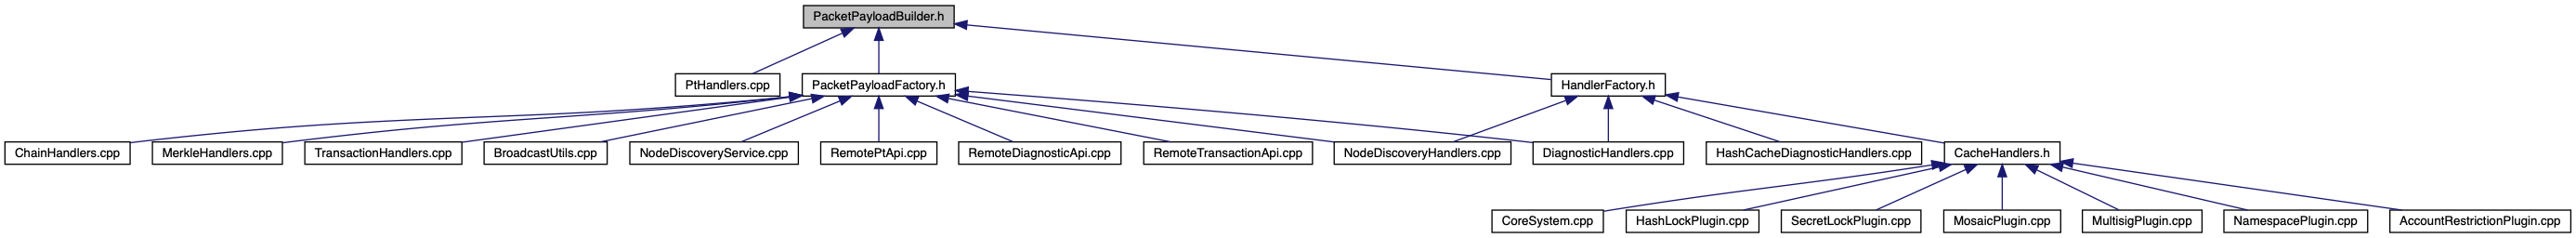 PacketPayloadBuilder.h
PtHandlers.cpp
PacketPayloadFactory.h
HandlerFactory.h
ChainHandlers.cpp
MerkleHandlers.cpp
TransactionHandlers.cpp
BroadcastUtils.cpp
NodeDiscoveryService.cpp
RemotePtApi.cpp
RemoteDiagnosticApi.cpp
RemoteTransactionApi.cpp
NodeDiscoveryHandlers.cpp
DiagnosticHandlers.cpp
HashCacheDiagnosticHandlers.cpp
CacheHandlers.h
CoreSystem.cpp
HashLockPlugin.cpp
SecretLockPlugin.cpp
MosaicPlugin.cpp
MultisigPlugin.cpp
NamespacePlugin.cpp
AccountRestrictionPlugin.cpp